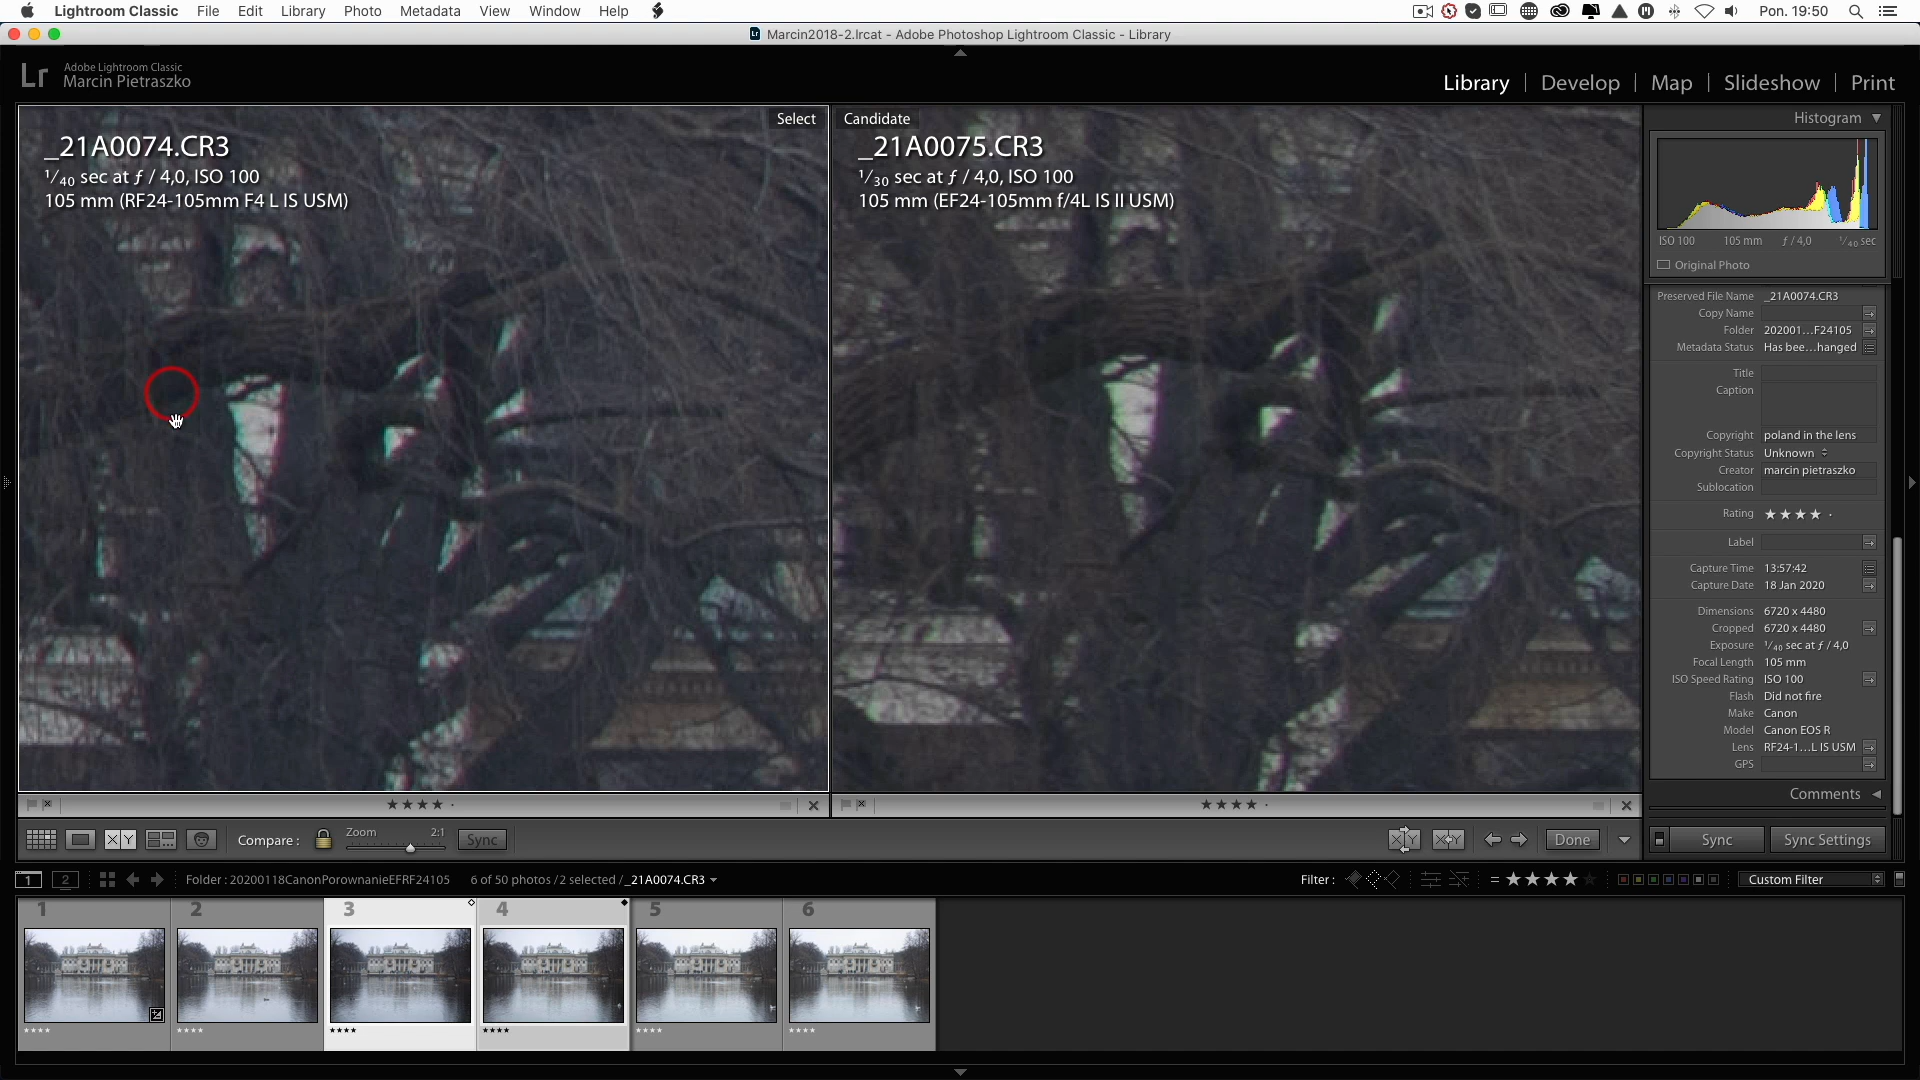 Lightroom Classic File Edit Library Photo Metadata View Window Help Pon. 19:50
Marcin2018-2.lrcat - Adobe Photoshop Lightroom Classic - Library
Lr Adobe Lightroom Classic
Marcin Pietraszko
Library | Develop | Map | Slideshow | Print
Select
_21A0074.CR3
1/40 sec at ƒ / 4,0, ISO 100
105 mm (RF24-105mm F4 L IS USM)
Candidate
_21A0075.CR3
1/30 sec at ƒ / 4,0, ISO 100
105 mm (EF24-105mm f/4L IS II USM)
Histogram
ISO 100 105 mm ƒ / 4,0 1/40 sec
Original Photo
Preserved File Name _21A0074.CR3
Copy Name
Folder 202001…F24105
Metadata Status Has bee…hanged
Title
Caption
Copyright poland in the lens
Copyright Status Unknown
Creator marcin pietraszko
Sublocation
Rating ★ ★ ★ ★ ·
Label
Capture Time 13:57:42
Capture Date 18 Jan 2020
Dimensions 6720 x 4480
Cropped 6720 x 4480
Exposure 1/40 sec at ƒ / 4,0
Focal Length 105 mm
ISO Speed Rating ISO 100
Flash Did not fire
Make Canon
Model Canon EOS R
Lens RF24-1…L IS USM
GPS
Comments
Sync Sync Settings
X Y Compare : Zoom 2:1 Sync
Done
1 2 Folder : 20200118CanonPorownanieEFRF24105 6 of 50 photos /2 selected /_21A0074.CR3
Filter : = ★ ★ ★ ★ Custom Filter
1 2 3 4 5 6